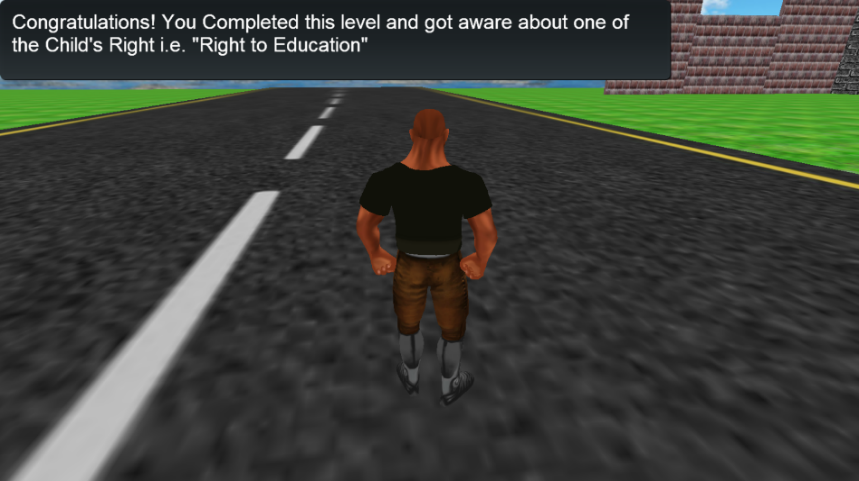 Congratulations! You Completed this level and got aware about one of
the Child's Right i.e. "Right to Education"